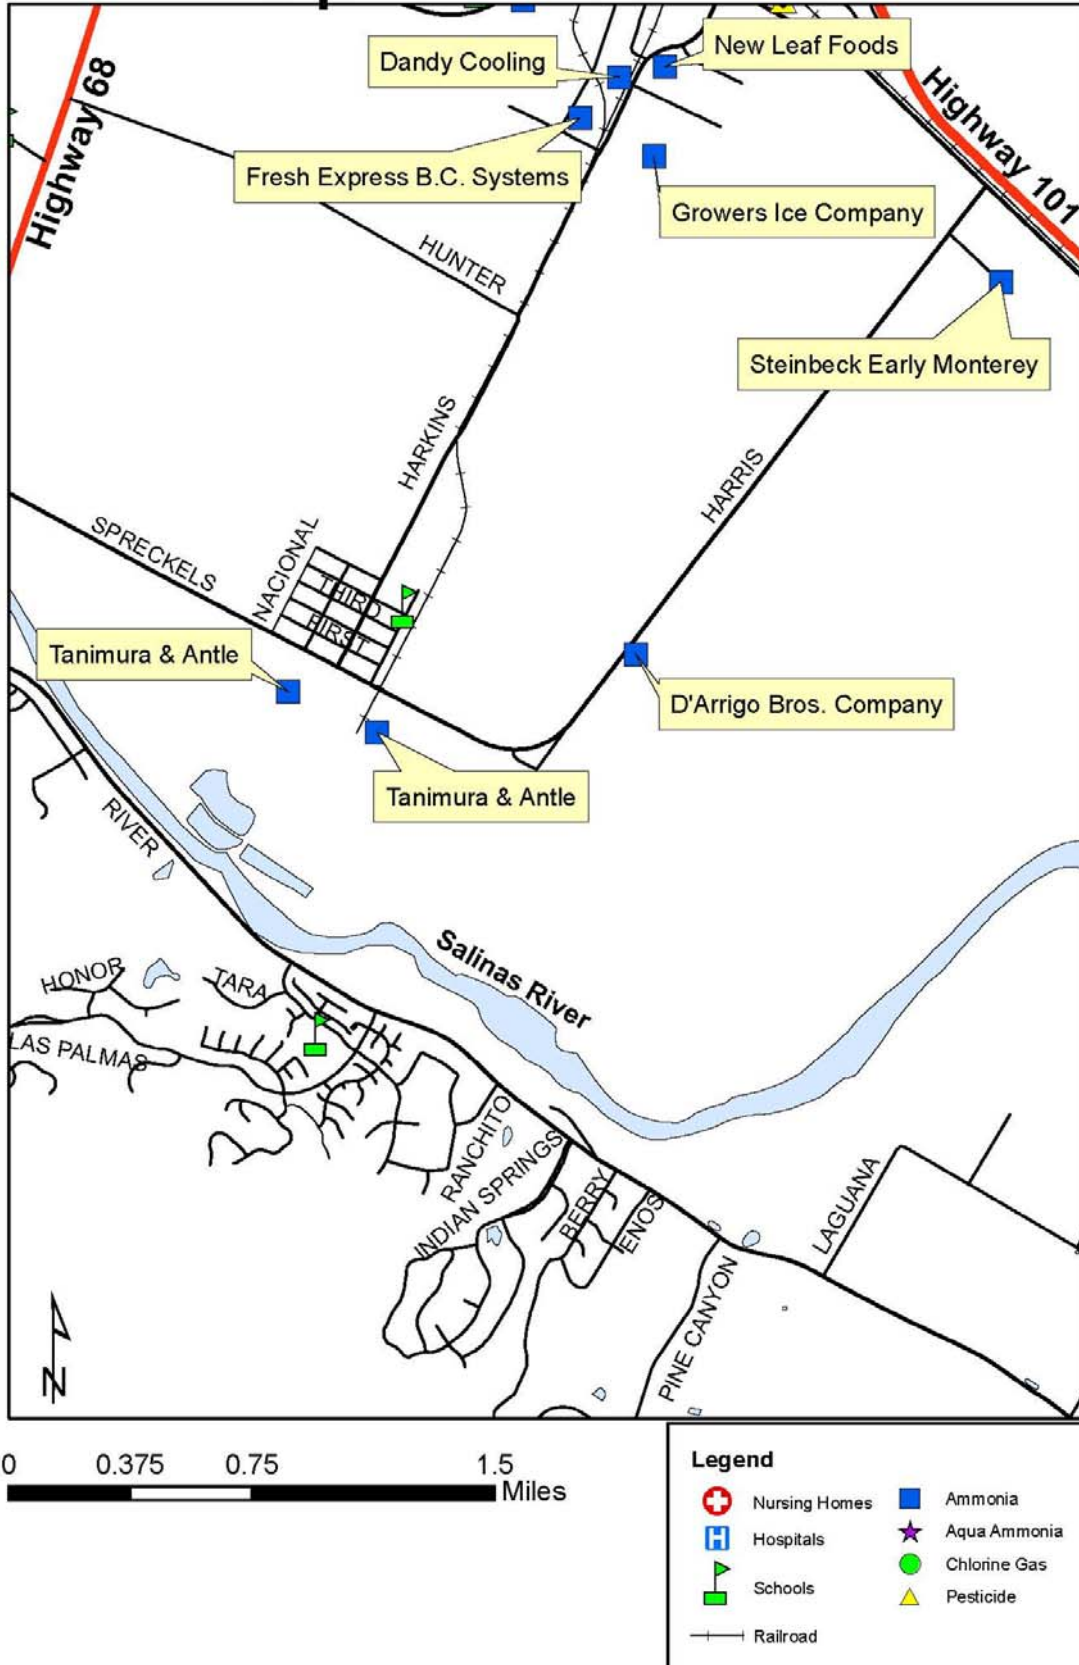 Highway 68
Dandy Cooling
New Leaf Foods
Highway 101
Fresh Express B.C. Systems
Growers Ice Company
HUNTER
Steinbeck Early Monterey
HARKINS
HARRIS
SPRECKELS
NACIONAL
THIRD
FIRST
Tanimura & Antle
D'Arrigo Bros. Company
Tanimura & Antle
RIVER
Salinas River
HONOR
TARA
LAS PALMAS
RANCHITO
INDIAN SPRINGS
BERRY
ENOS
LAGUANA
PINE CANYON
N
0 0.375 0.75 1.5
Miles
Legend
Nursing Homes
H Hospitals
Schools
Railroad
Ammonia
Aqua Ammonia
Chlorine Gas
Pesticide